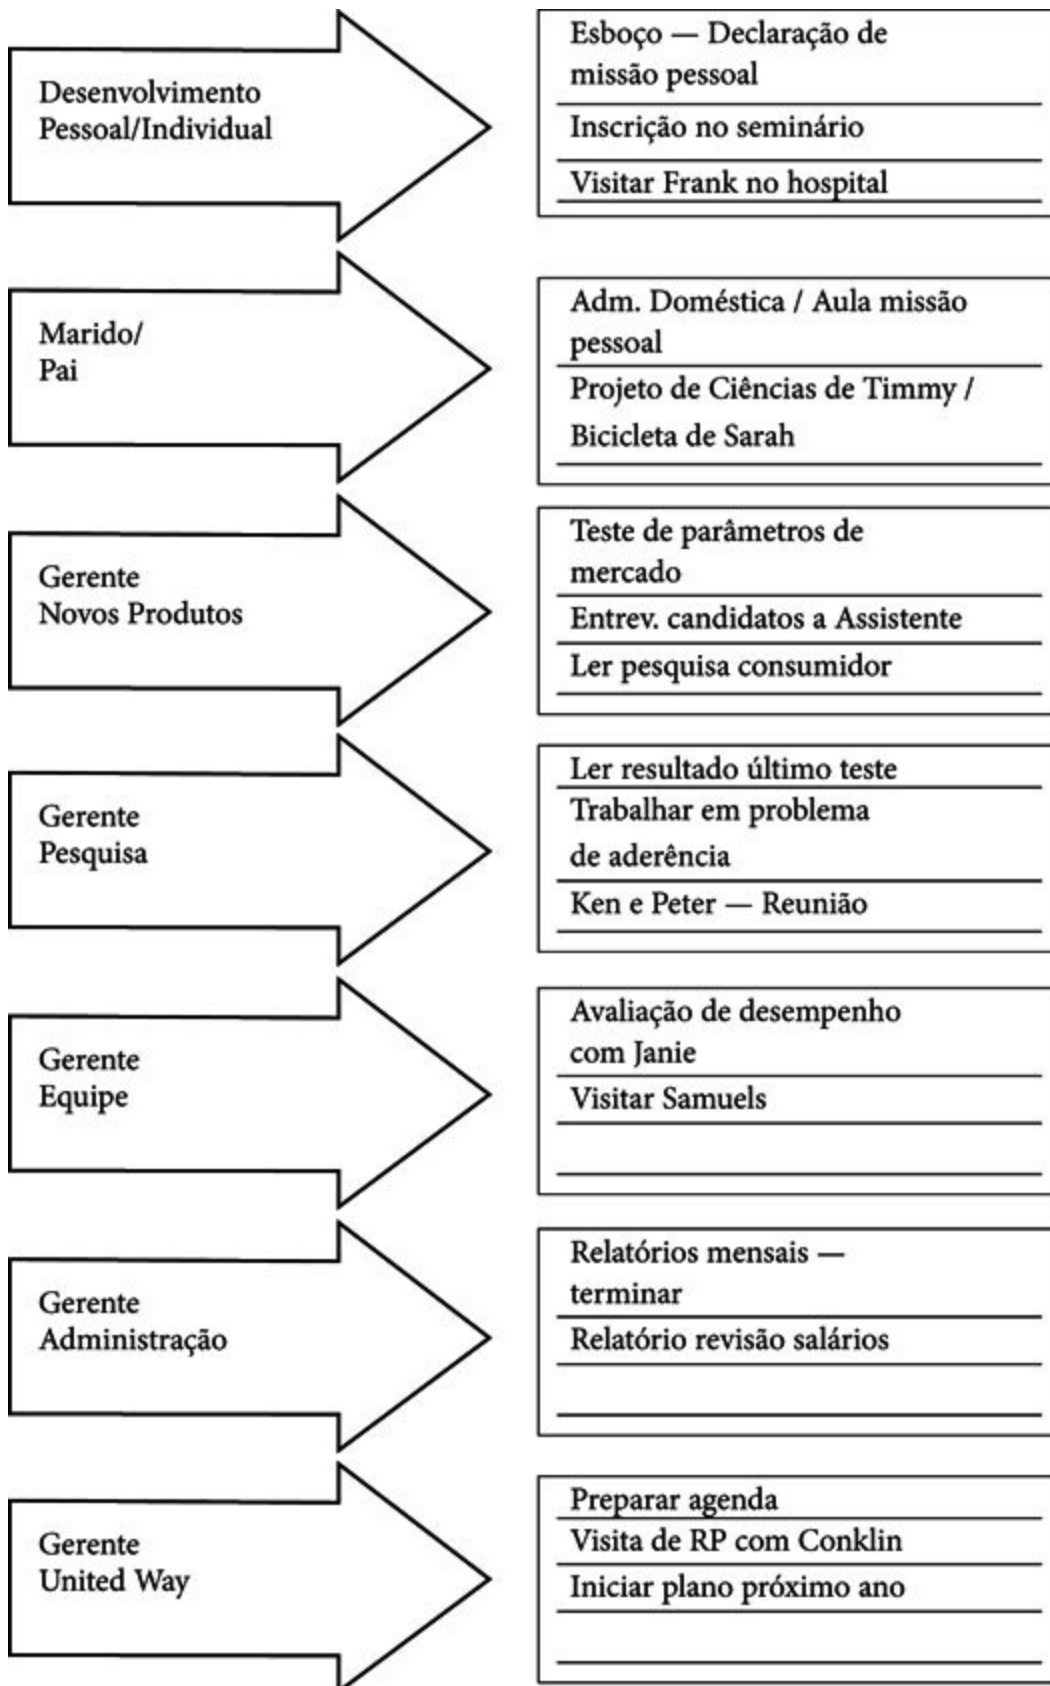 Desenvolvimento
Pessoal/Individual
Esboço — Declaração de
missão pessoal
Inscrição no seminário
Visitar Frank no hospital
Marido/
Pai
Adm. Doméstica / Aula missão
pessoal
Projeto de Ciências de Timmy /
Bicicleta de Sarah
Gerente
Novos Produtos
Teste de parâmetros de
mercado
Entrev. candidatos a Assistente
Ler pesquisa consumidor
Gerente
Pesquisa
Ler resultado último teste
Trabalhar em problema
de aderência
Ken e Peter — Reunião
Gerente
Equipe
Avaliação de desempenho
com Janie
Visitar Samuels
Gerente
Administração
Relatórios mensais —
terminar
Relatório revisão salários
Gerente
United Way
Preparar agenda
Visita de RP com Conklin
Iniciar plano próximo ano